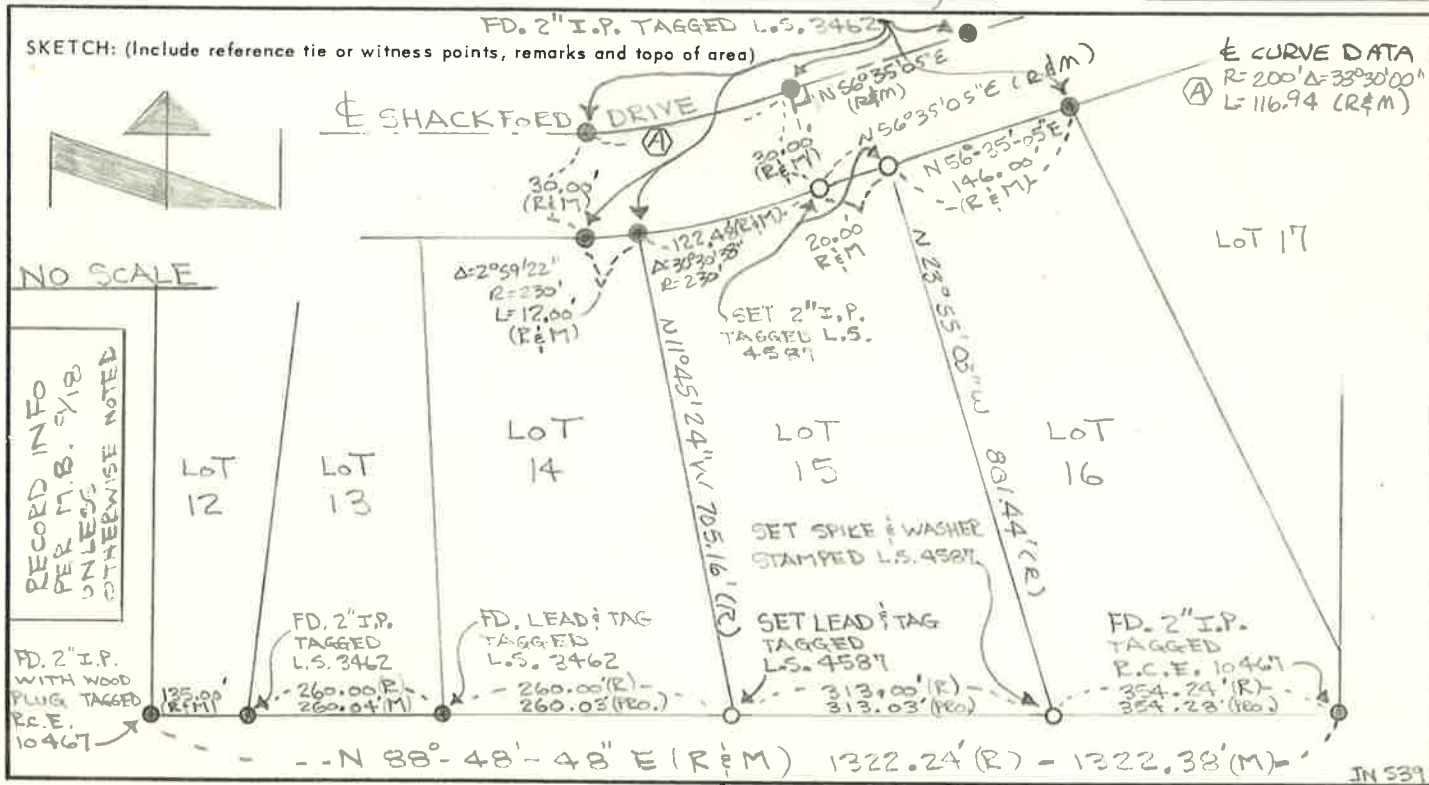 FD. 2" I.P. TAGGED L.S. 3462
SKETCH: (Include reference tie or witness points, remarks and topo of area)
℄ CURVE DATA
Ⓐ R=200' Δ=33°30'00"
L=116.94 (R&M)
℄ SHACKFORD DRIVE
A
N 56°35'05"E
(R&M)
N 56°35'05"E (R&M)
N 56°-35'-05"E
146.00'
(R&M)
30.00'
(R&M)
30.00'
(R&M)
122.48'(R&M)
Δ=30°30'38"
R=230'
20.00'
R&M
Δ=2°59'22"
R=230'
L=12.00'
(R&M)
SET 2" I.P.
TAGGED L.S.
4587
NO SCALE
RECORD INFO
PER M.B. 5/18
UNLESS
OTHERWISE NOTED
LOT
12
LOT
13
LOT
14
N 11°45'24"W 705.16'(R)
LOT
15
N 23°55'03"W 831.44'(R)
LOT
16
LOT 17
SET SPIKE & WASHER
STAMPED L.S. 4587
FD. 2" I.P.
WITH WOOD
PLUG TAGGED
R.C.E.
10467
FD. 2" I.P.
TAGGED
L.S. 3462
FD. LEAD & TAG
TAGGED
L.S. 3462
SET LEAD & TAG
TAGGED
L.S. 4587
FD. 2" I.P.
TAGGED
R.C.E. 10467
135.00'
(R&M)
260.00(R)
260.04'(M)
260.00'(R)
260.03'(PRO.)
313.00'(R)
313.03'(PRO.)
354.24'(R)
354.28'(PRO.)
N 88°-48'-48" E (R&M) 1322.24'(R) - 1322.38'(M)
JN 539